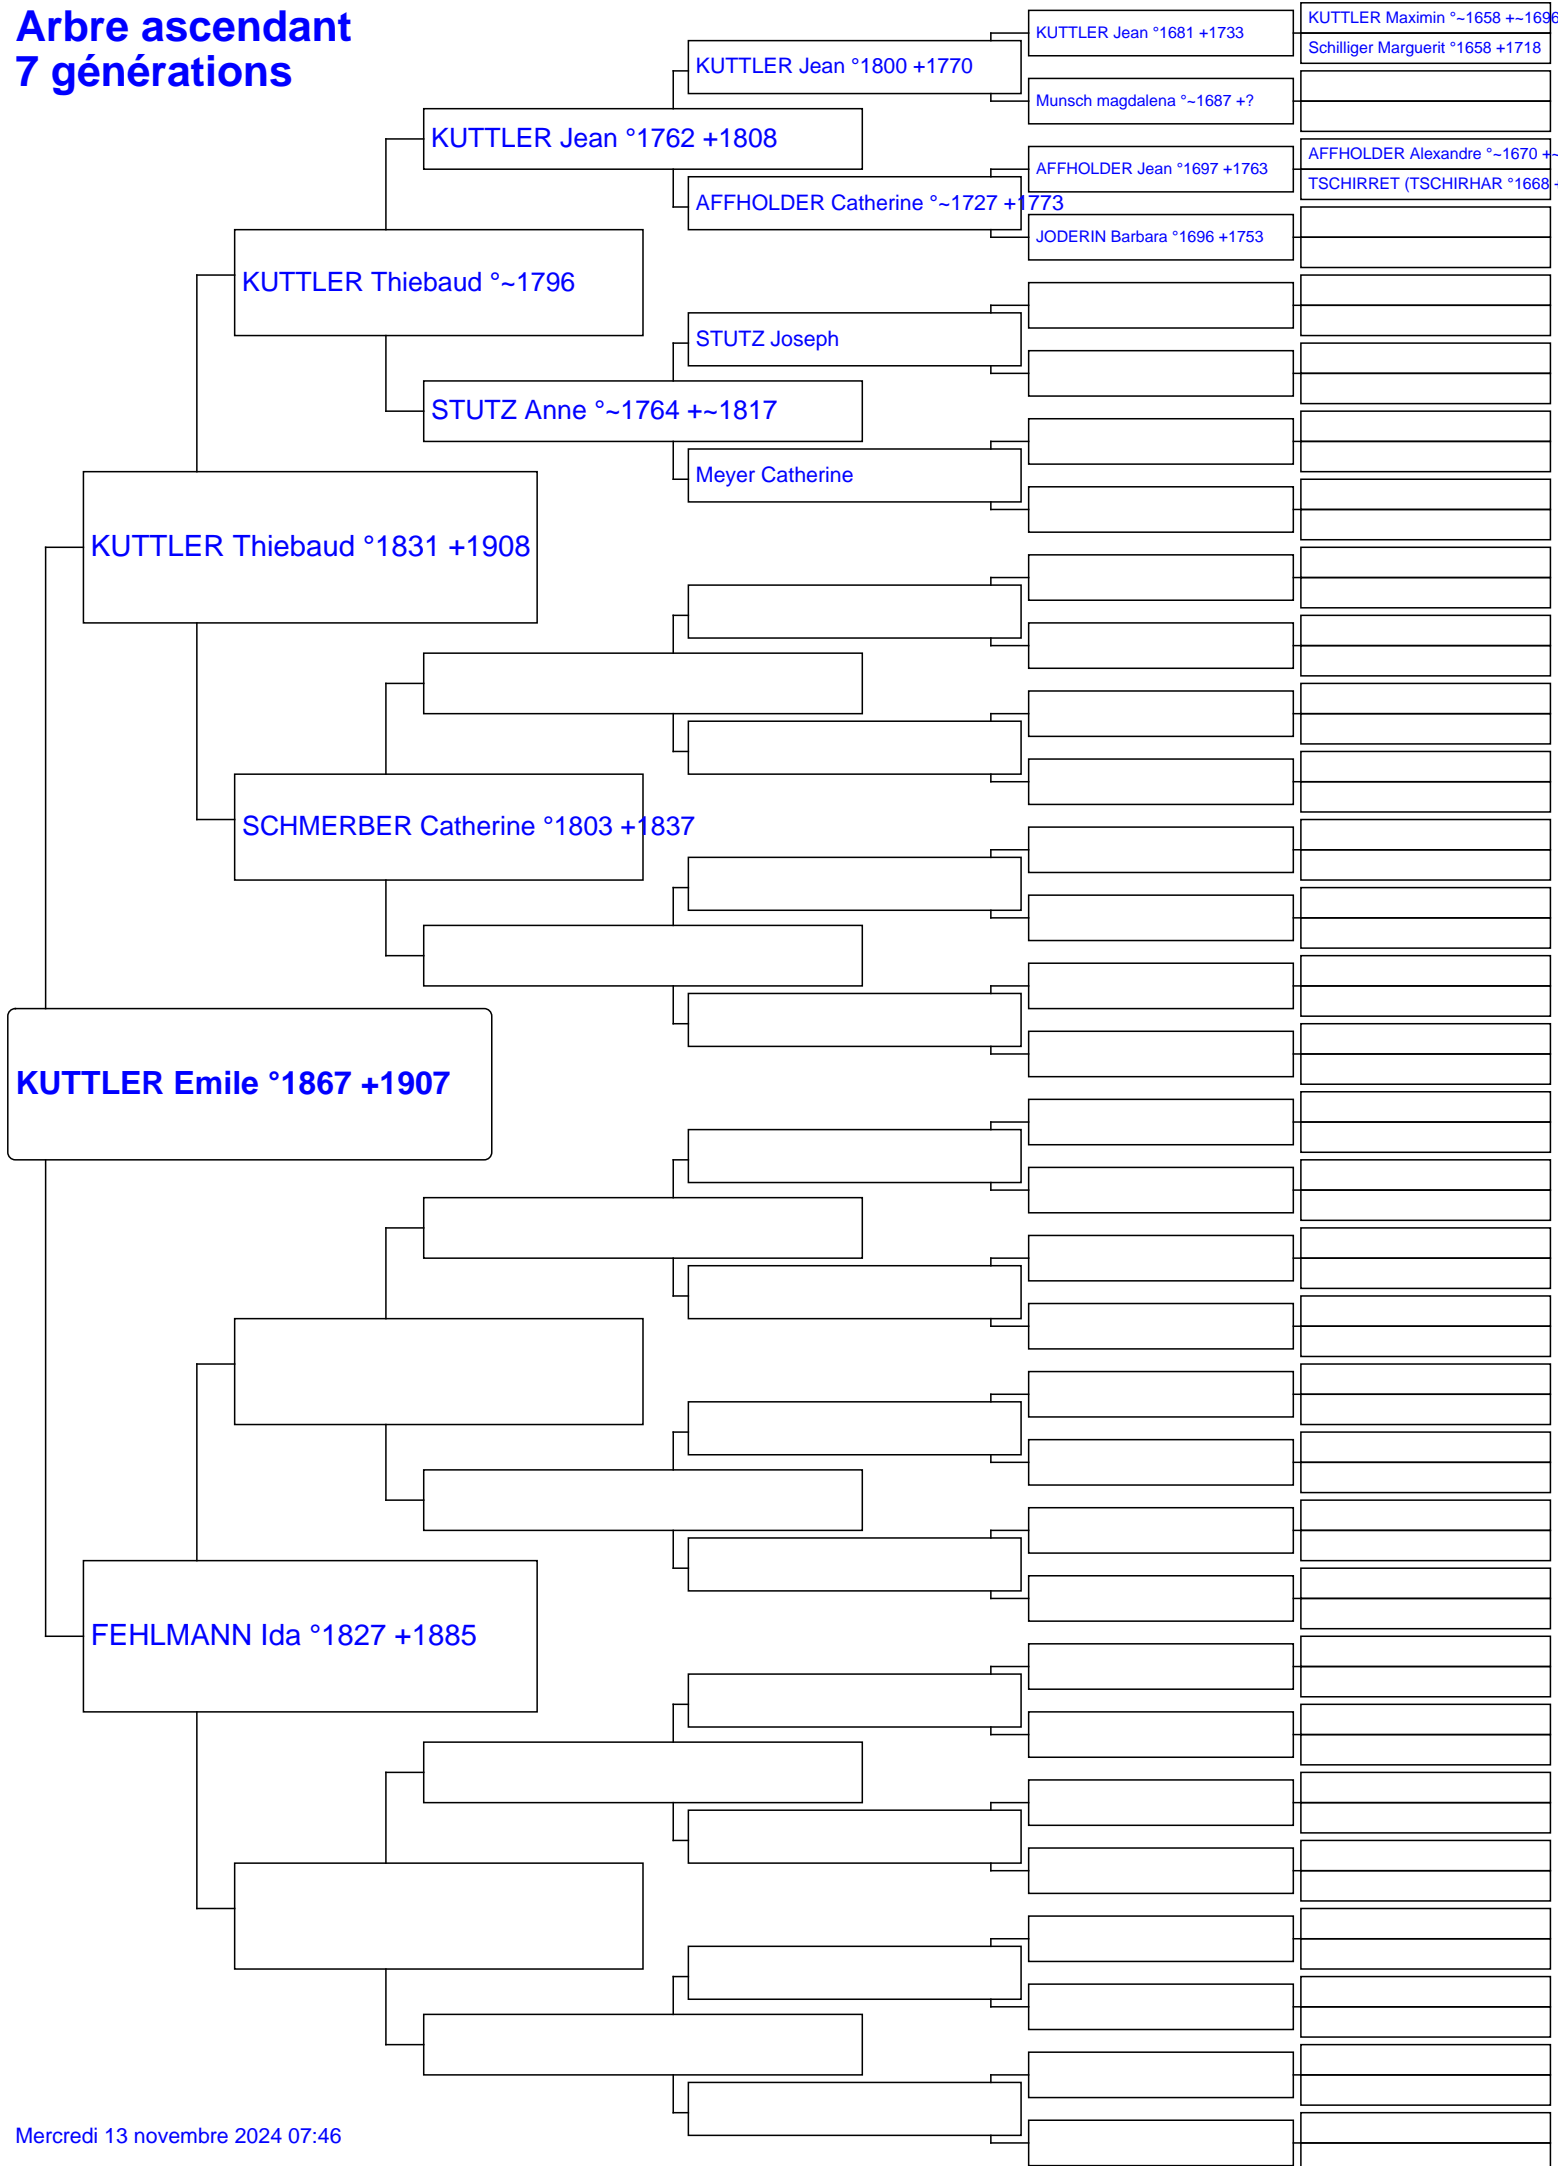 Arbre ascendant
7 générations
KUTTLER Emile °1867 +1907
KUTTLER Thiebaud °1831 +1908
FEHLMANN Ida °1827 +1885
KUTTLER Thiebaud °~1796
SCHMERBER Catherine °1803 +1837
KUTTLER Jean °1762 +1808
STUTZ Anne °~1764 +~1817
KUTTLER Jean °1800 +1770
AFFHOLDER Catherine °~1727 +1773
STUTZ Joseph
Meyer Catherine
KUTTLER Jean °1681 +1733
Munsch magdalena °~1687 +?
AFFHOLDER Jean °1697 +1763
JODERIN Barbara °1696 +1753
KUTTLER Maximin °~1658 +~1696
Schilliger Marguerit °1658 +1718
AFFHOLDER Alexandre °~1670 +~
TSCHIRRET (TSCHIRHAR °1668 +
Mercredi 13 novembre 2024 07:46